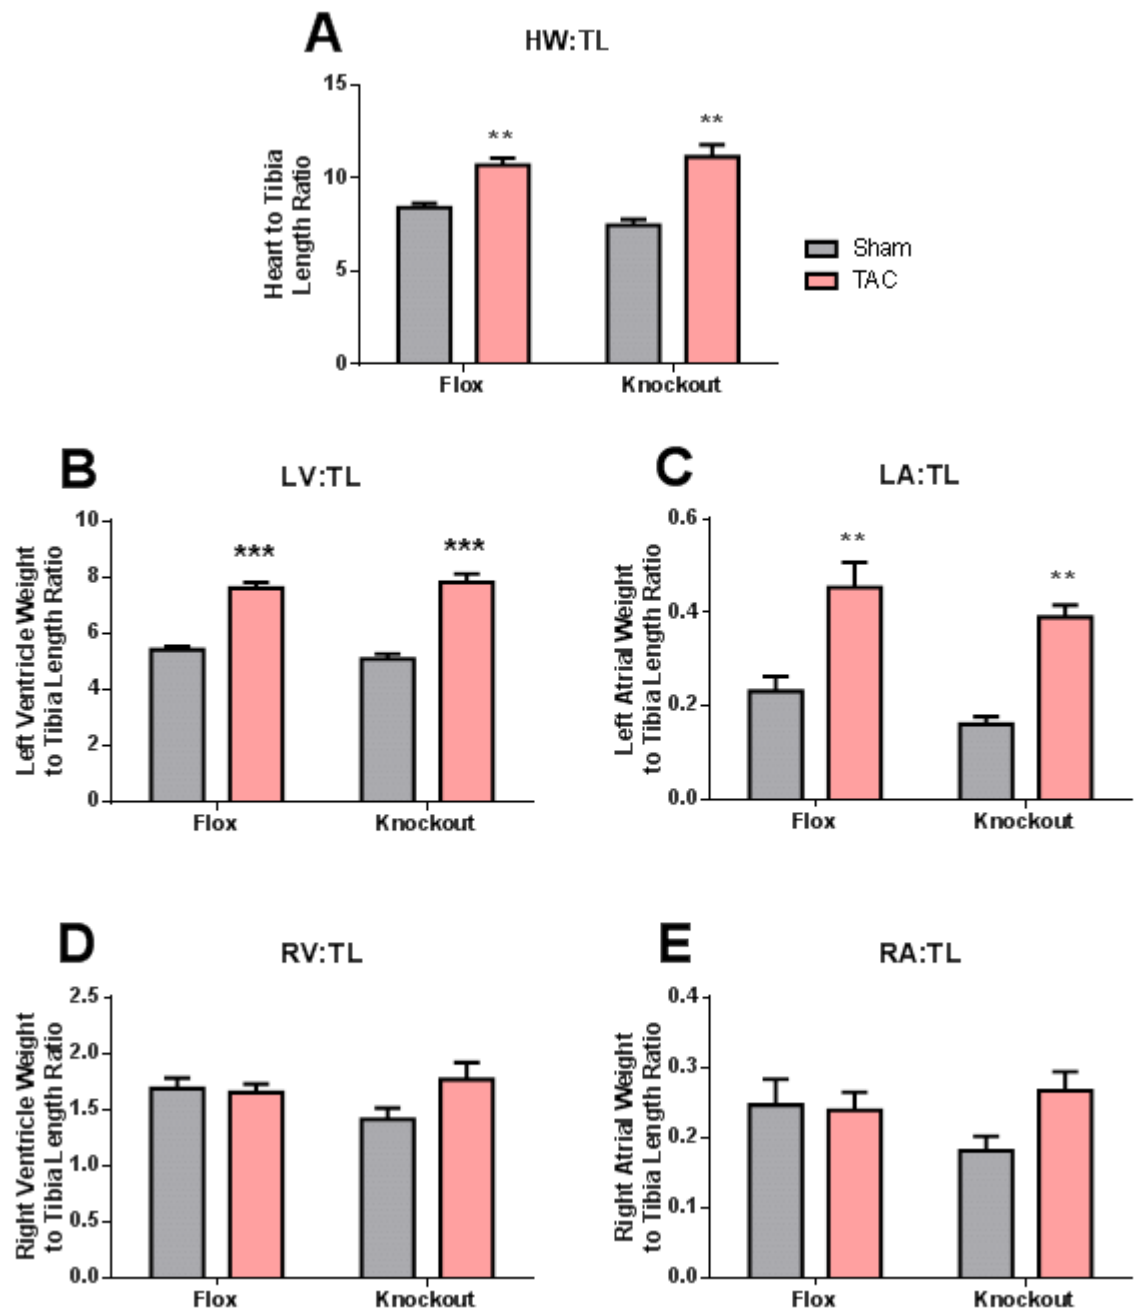 A
HW:TL
Heart to Tibia
Length Ratio
15
10
5
0
**
**
Flox
Knockout
Sham
TAC
B
LV:TL
Left Ventricle Weight
to Tibia Length Ratio
10
8
6
4
2
0
***
***
Flox
Knockout
C
LA:TL
Left Atrial Weight
to Tibia Length Ratio
0.6
0.4
0.2
0.0
**
**
Flox
Knockout
D
RV:TL
Right Ventricle Weight
to Tibia Length Ratio
2.5
2.0
1.5
1.0
0.5
0.0
Flox
Knockout
E
RA:TL
Right Atrial Weight
to Tibia Length Ratio
0.4
0.3
0.2
0.1
0.0
Flox
Knockout